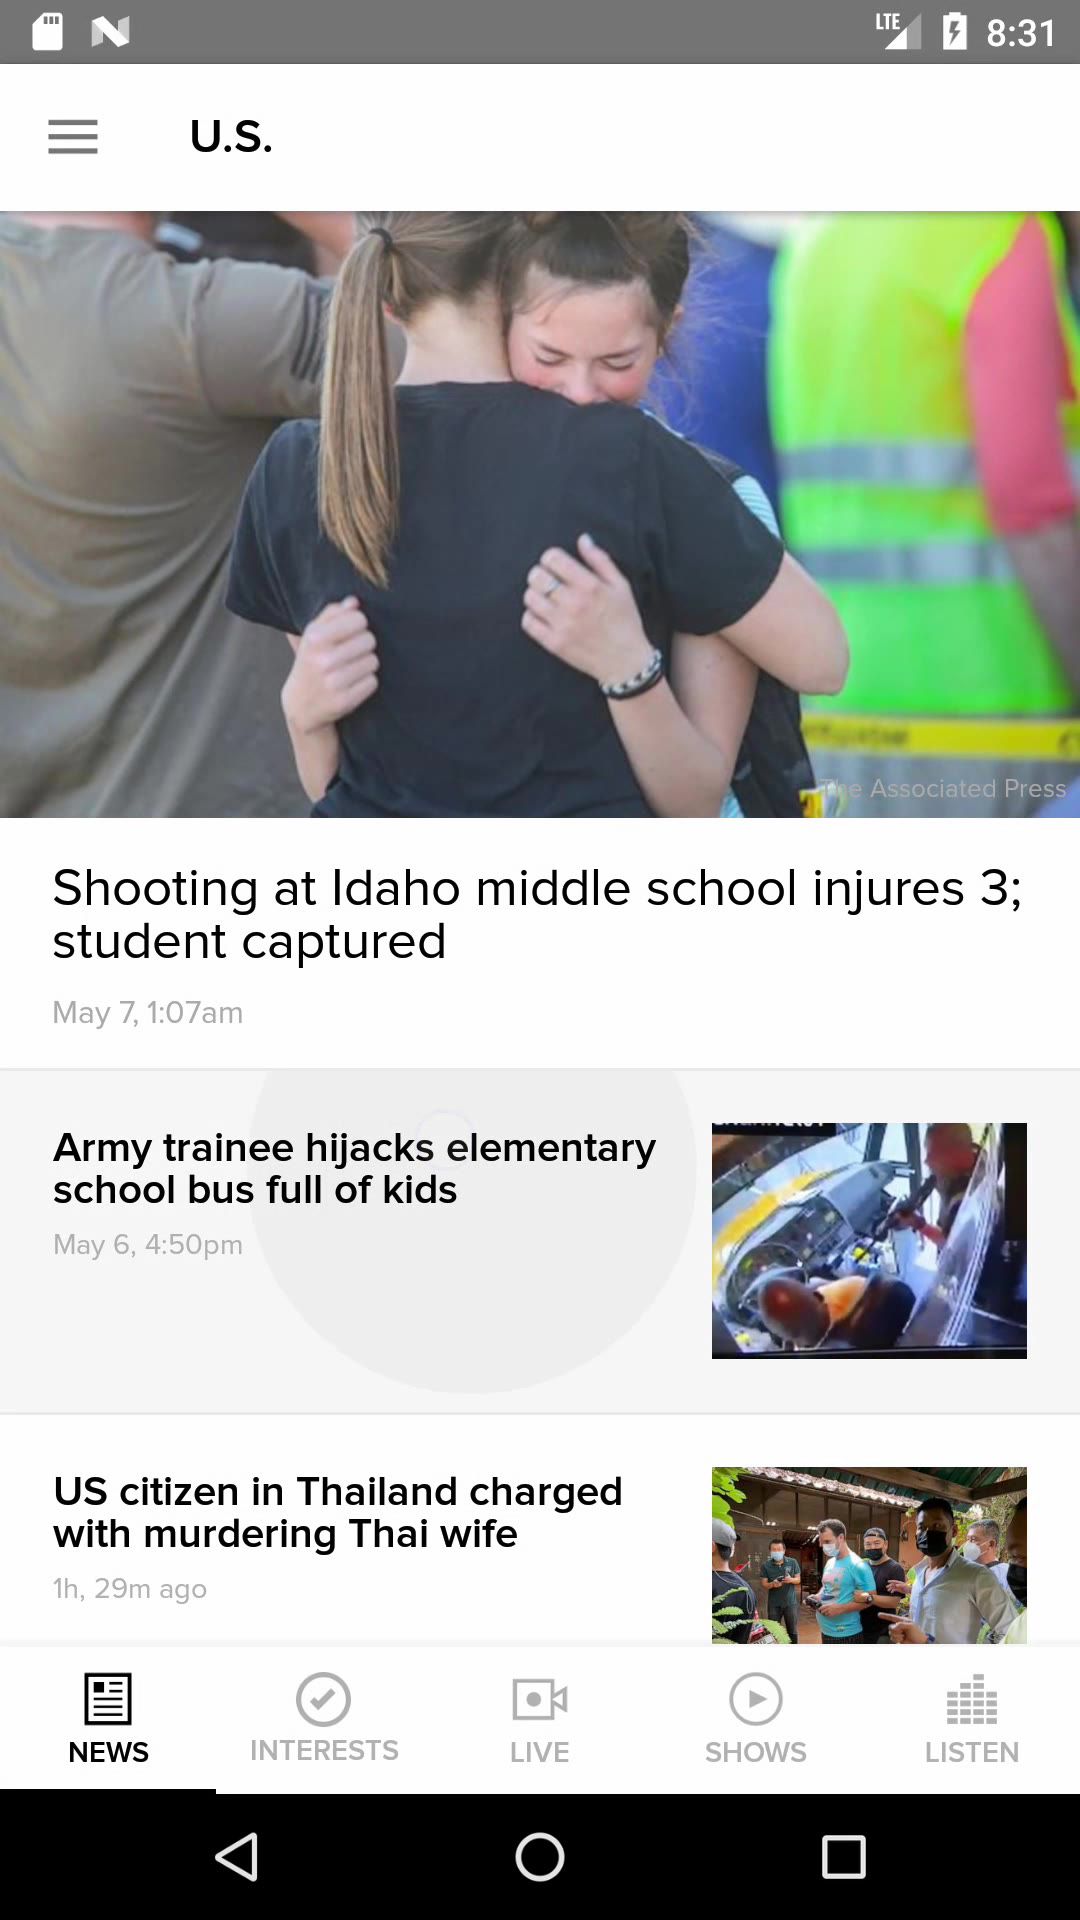 LTE 8:31
U.S.
The Associated Press
Shooting at Idaho middle school injures 3;
student captured
May 7, 1:07am
Army trainee hijacks elementary
school bus full of kids
May 6, 4:50pm
US citizen in Thailand charged
with murdering Thai wife
1h, 29m ago
NEWS
INTERESTS
LIVE
SHOWS
LISTEN